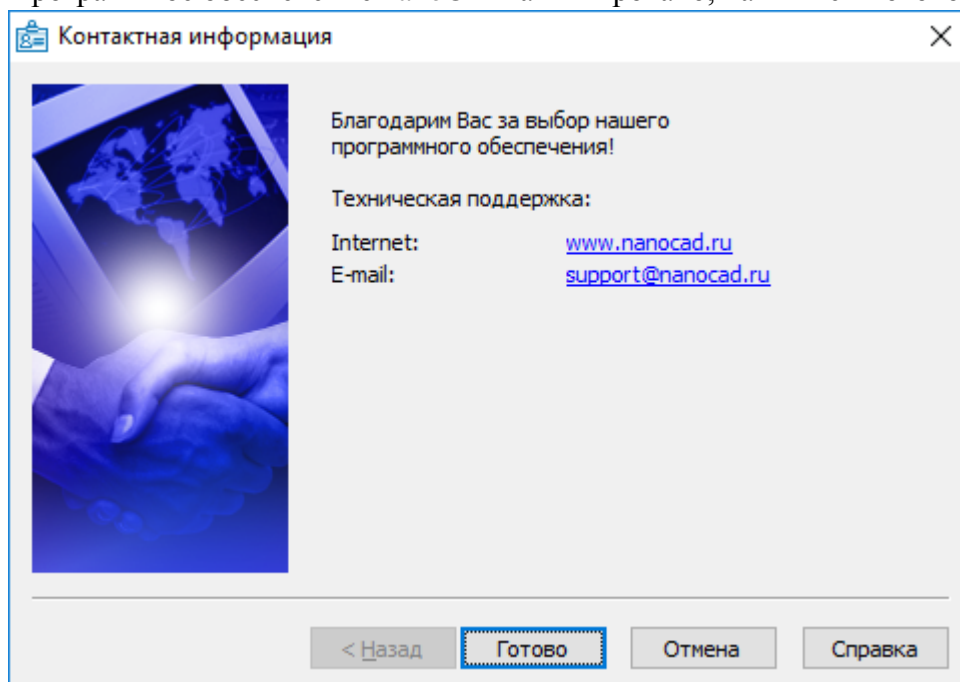 Контактная информация
Благодарим Вас за выбор нашего
программного обеспечения!
Техническая поддержка:
Internet: www.nanocad.ru
E-mail: support@nanocad.ru
< Назад Готово Отмена Справка